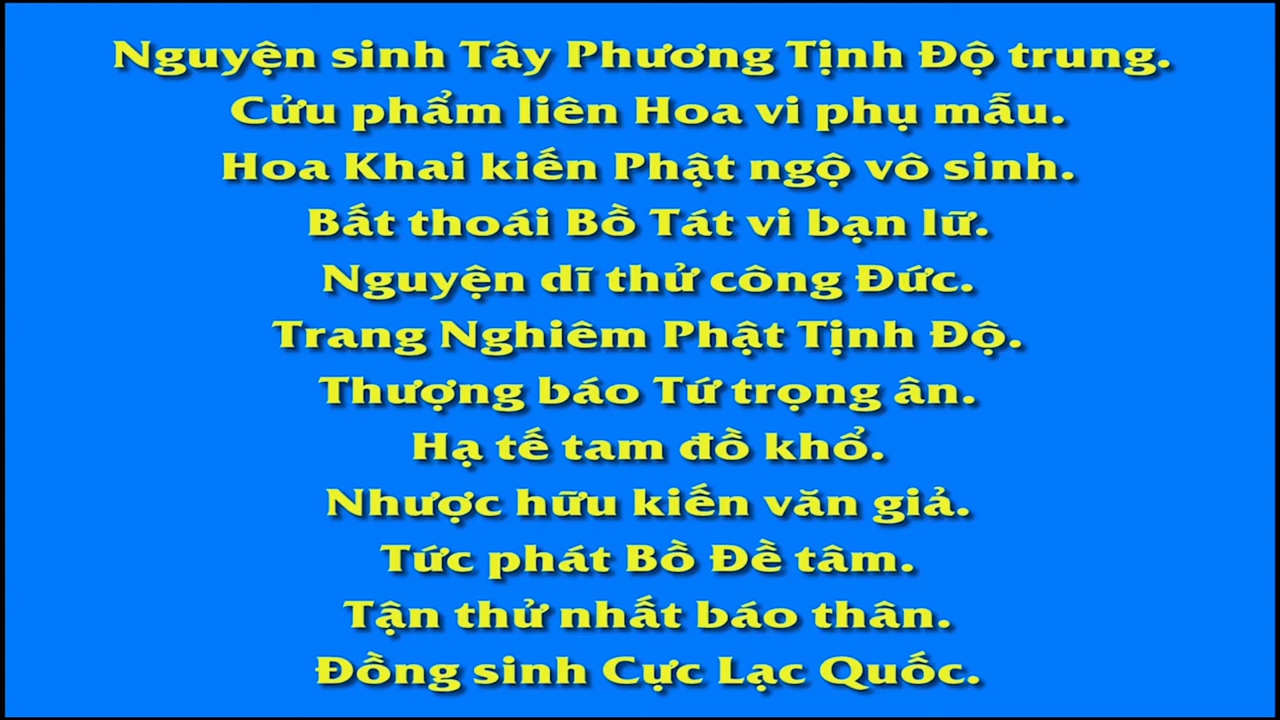 Nguyện sinh Tây Phương Tịnh Độ trung.
Cửu phẩm liên Hoa vi phụ mẫu.
Hoa Khai kiến Phật ngộ vô sinh.
Bất thoái Bồ Tát vi bạn lữ.
Nguyện dĩ thử công Đức.
Trang Nghiêm Phật Tịnh Độ.
Thượng báo Tứ trọng ân.
Hạ tế tam đồ khổ.
Nhược hữu kiến văn giả.
Tức phát Bồ Đề tâm.
Tận thử nhất báo thân.
Đồng sinh Cực Lạc Quốc.